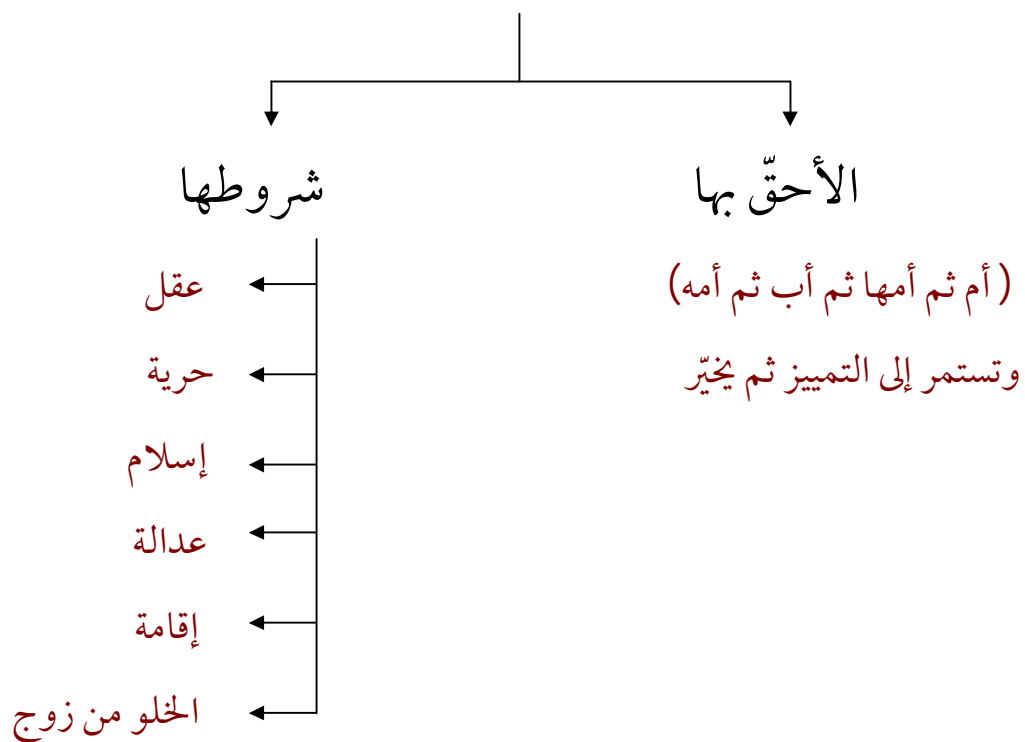 الأحقّ بها
(أم ثم أمها ثم أب ثم أمه)
وتستمر إلى التمييز ثم يخيّر
شروطها
عقل
حرية
إسلام
عدالة
إقامة
الخلو من زوج